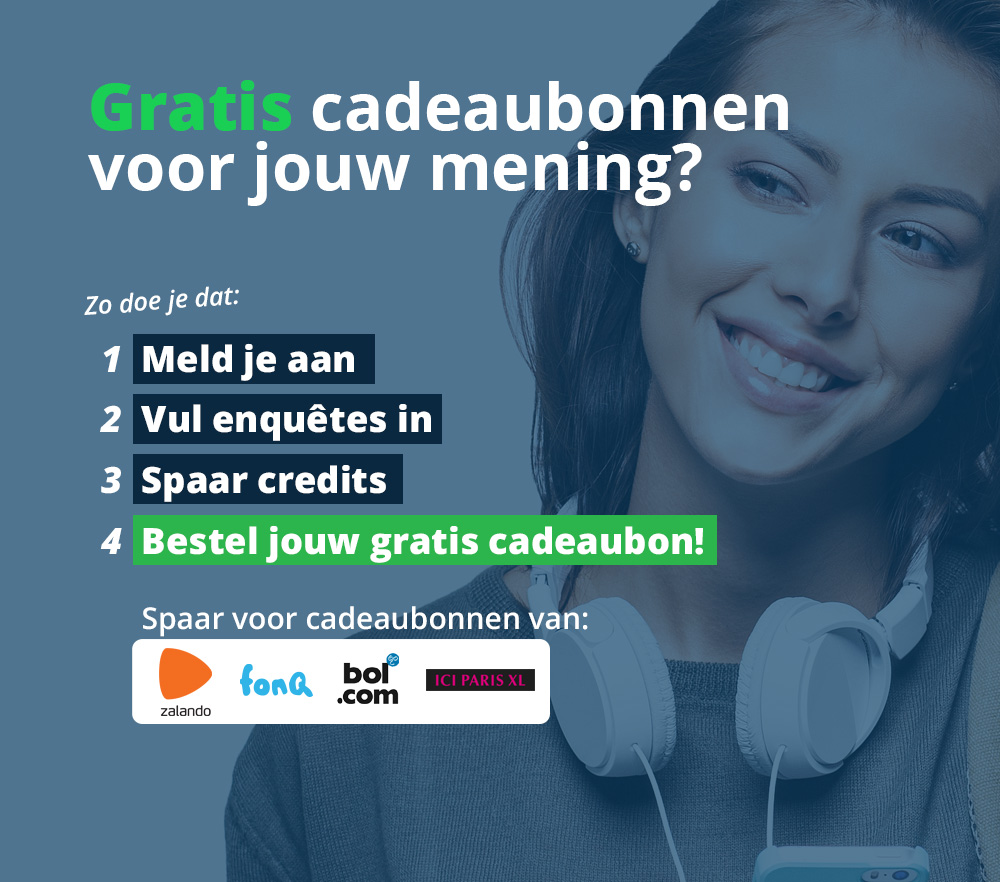 Gratis cadeaubonnen
voor jouw mening?
Zo doe je dat:
1 Meld je aan
2 Vul enquêtes in
3 Spaar credits
4 Bestel jouw gratis cadeaubon!
Spaar voor cadeaubonnen van:
zalando
fonQ
bol
.com
ICI PARIS XL